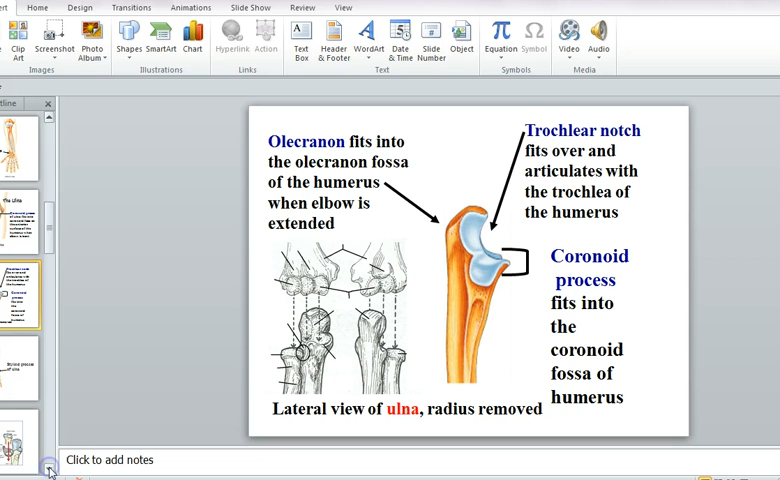 ert Home Design Transitions Animations Slide Show Review View
Clip Art Screenshot Photo Album Shapes SmartArt Chart Hyperlink Action Text Box Header & Footer WordArt Date & Time Slide Number Object Equation Symbol Video Audio
Images Illustrations Links Text Symbols Media
tline
The Ulna
Olecranon fits into
the olecranon fossa
of the humerus
when elbow is
extended
Trochlear notch
fits over and
articulates with
the trochlea of
the humerus
Coronoid
process
fits into
the
coronoid
fossa of
humerus
Lateral view of ulna, radius removed
Click to add notes